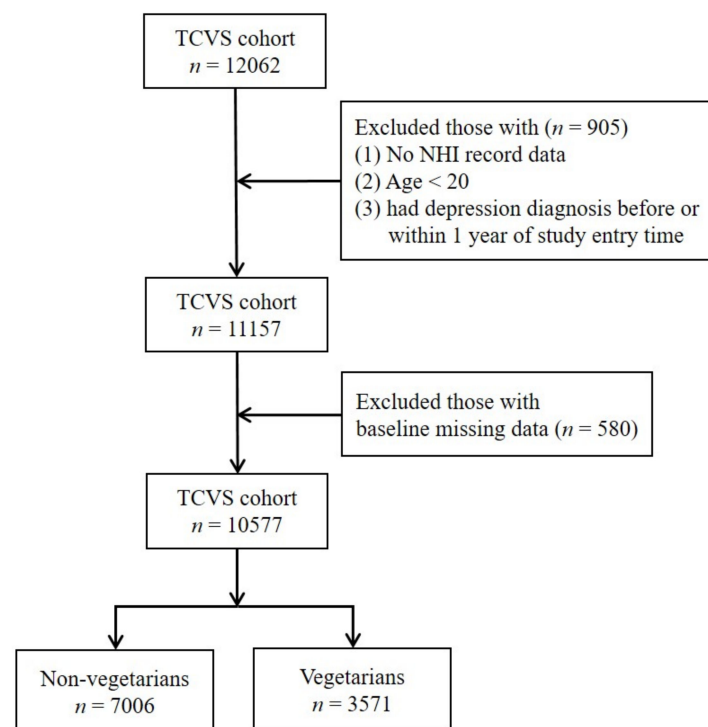 TCVS cohort
n = 12062
Excluded those with (n = 905)
(1) No NHI record data
(2) Age < 20
(3) had depression diagnosis before or
within 1 year of study entry time
TCVS cohort
n = 11157
Excluded those with
baseline missing data (n = 580)
TCVS cohort
n = 10577
Non-vegetarians
n = 7006
Vegetarians
n = 3571